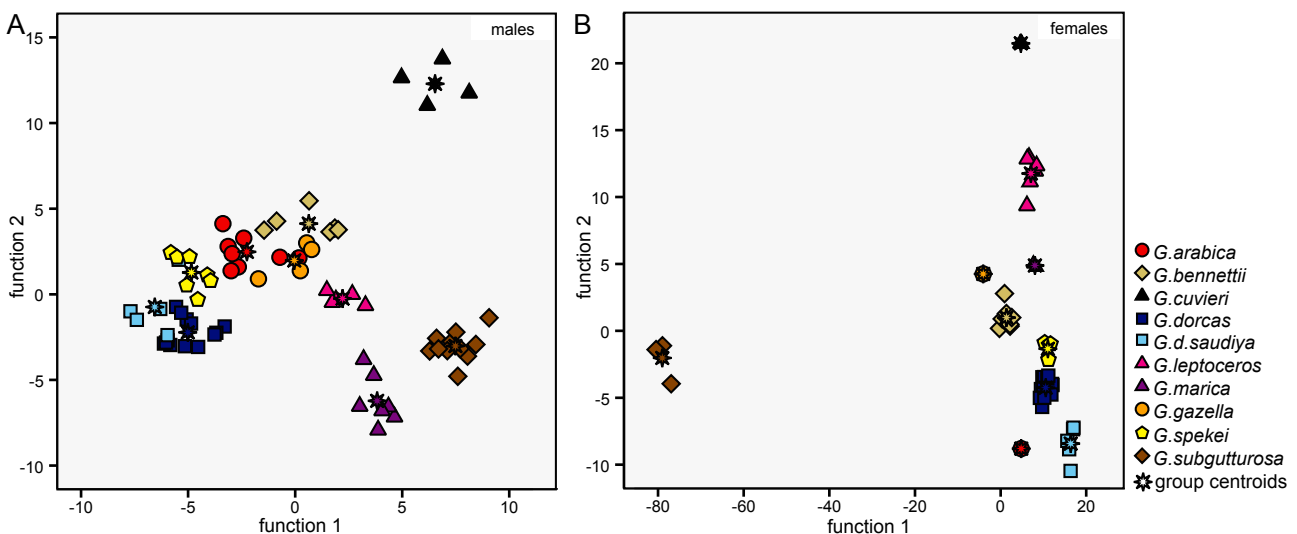 A
males
function 2
15
10
5
0
-5
-10
-10
-5
0
5
10
function 1
B
females
function 2
20
15
10
5
0
-5
-10
-80
-60
-40
-20
0
20
function 1
G.arabica
G.bennettii
G.cuvieri
G.dorcas
G.d.saudiya
G.leptoceros
G.marica
G.gazella
G.spekei
G.subgutturosa
group centroids